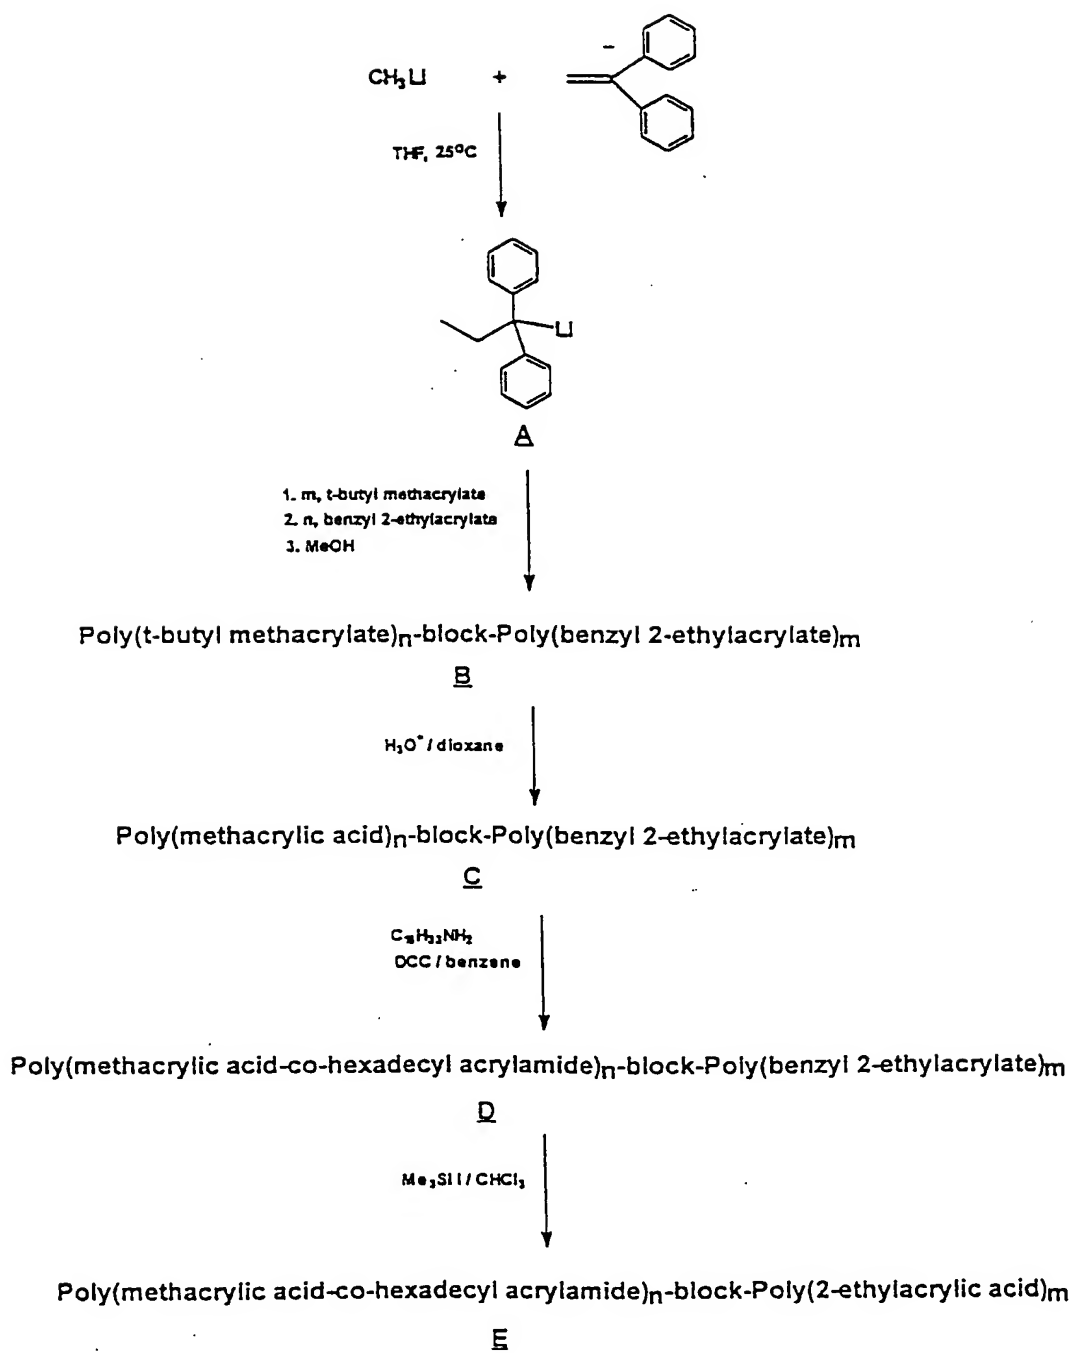 CH₃Li +
THF, 25°C
Li
A
1. m, t-butyl methacrylate
2. n, benzyl 2-ethylacrylate
3. MeOH
Poly(t-butyl methacrylate)n-block-Poly(benzyl 2-ethylacrylate)m
B
H₃O⁺ / dioxane
Poly(methacrylic acid)n-block-Poly(benzyl 2-ethylacrylate)m
C
C₁₆H₃₃NH₂
DCC / benzene
Poly(methacrylic acid-co-hexadecyl acrylamide)n-block-Poly(benzyl 2-ethylacrylate)m
D
Me₃SiI / CHCl₃
Poly(methacrylic acid-co-hexadecyl acrylamide)n-block-Poly(2-ethylacrylic acid)m
E